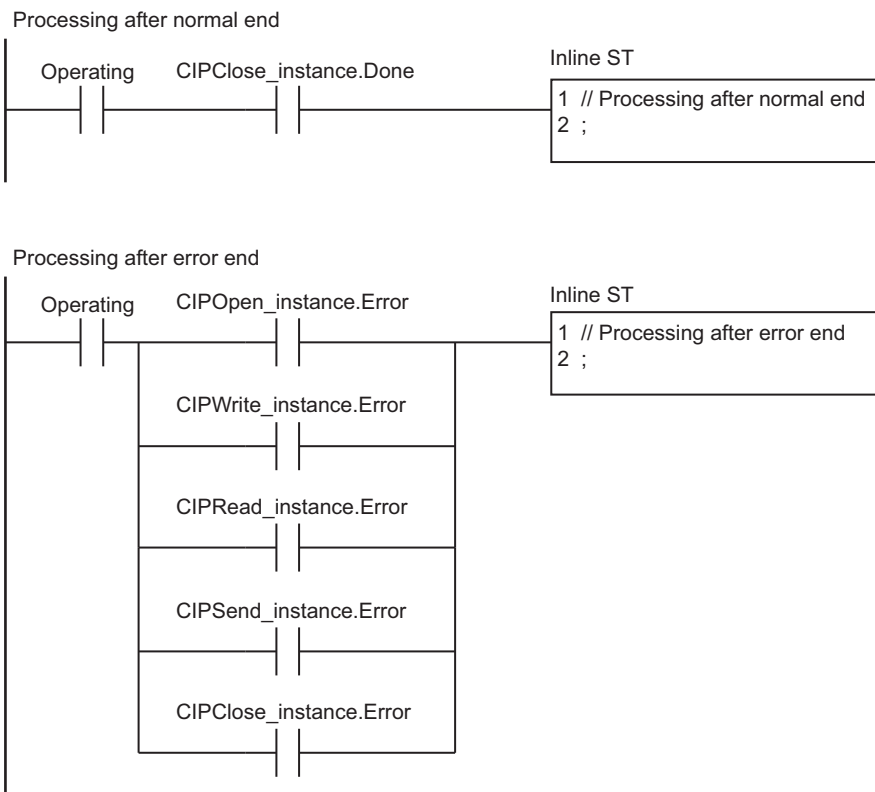 Processing after normal end
Operating
CIPClose_instance.Done
Inline ST
1 // Processing after normal end
2 ;
Processing after error end
Operating
CIPOpen_instance.Error
Inline ST
1 // Processing after error end
2 ;
CIPWrite_instance.Error
CIPRead_instance.Error
CIPSend_instance.Error
CIPClose_instance.Error